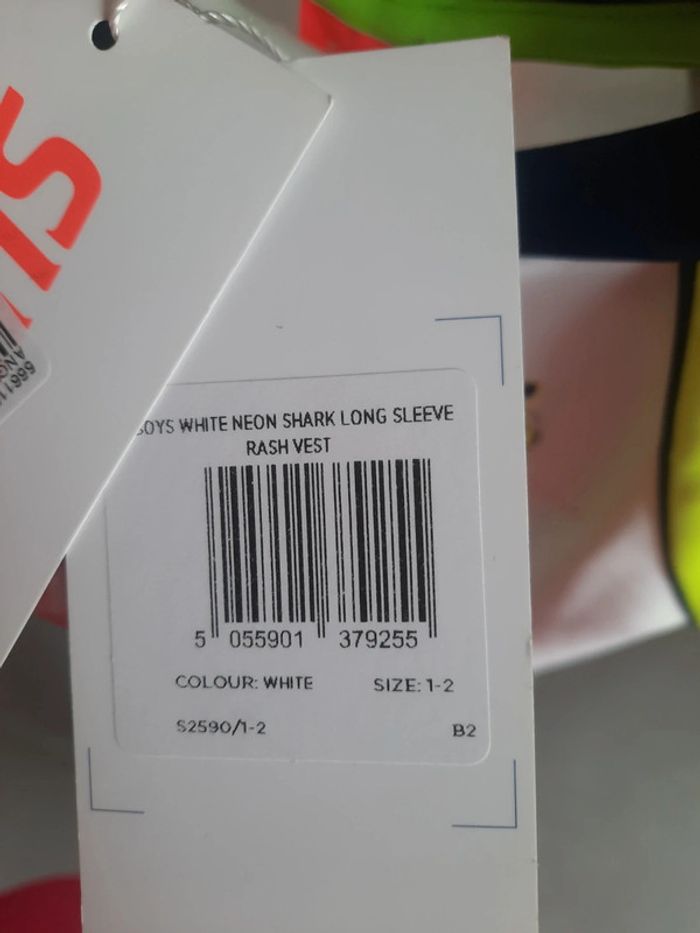 BOYS WHITE NEON SHARK LONG SLEEVE
RASH VEST
5 055901 379255
COLOUR: WHITE SIZE: 1-2
S2590/1-2 B2